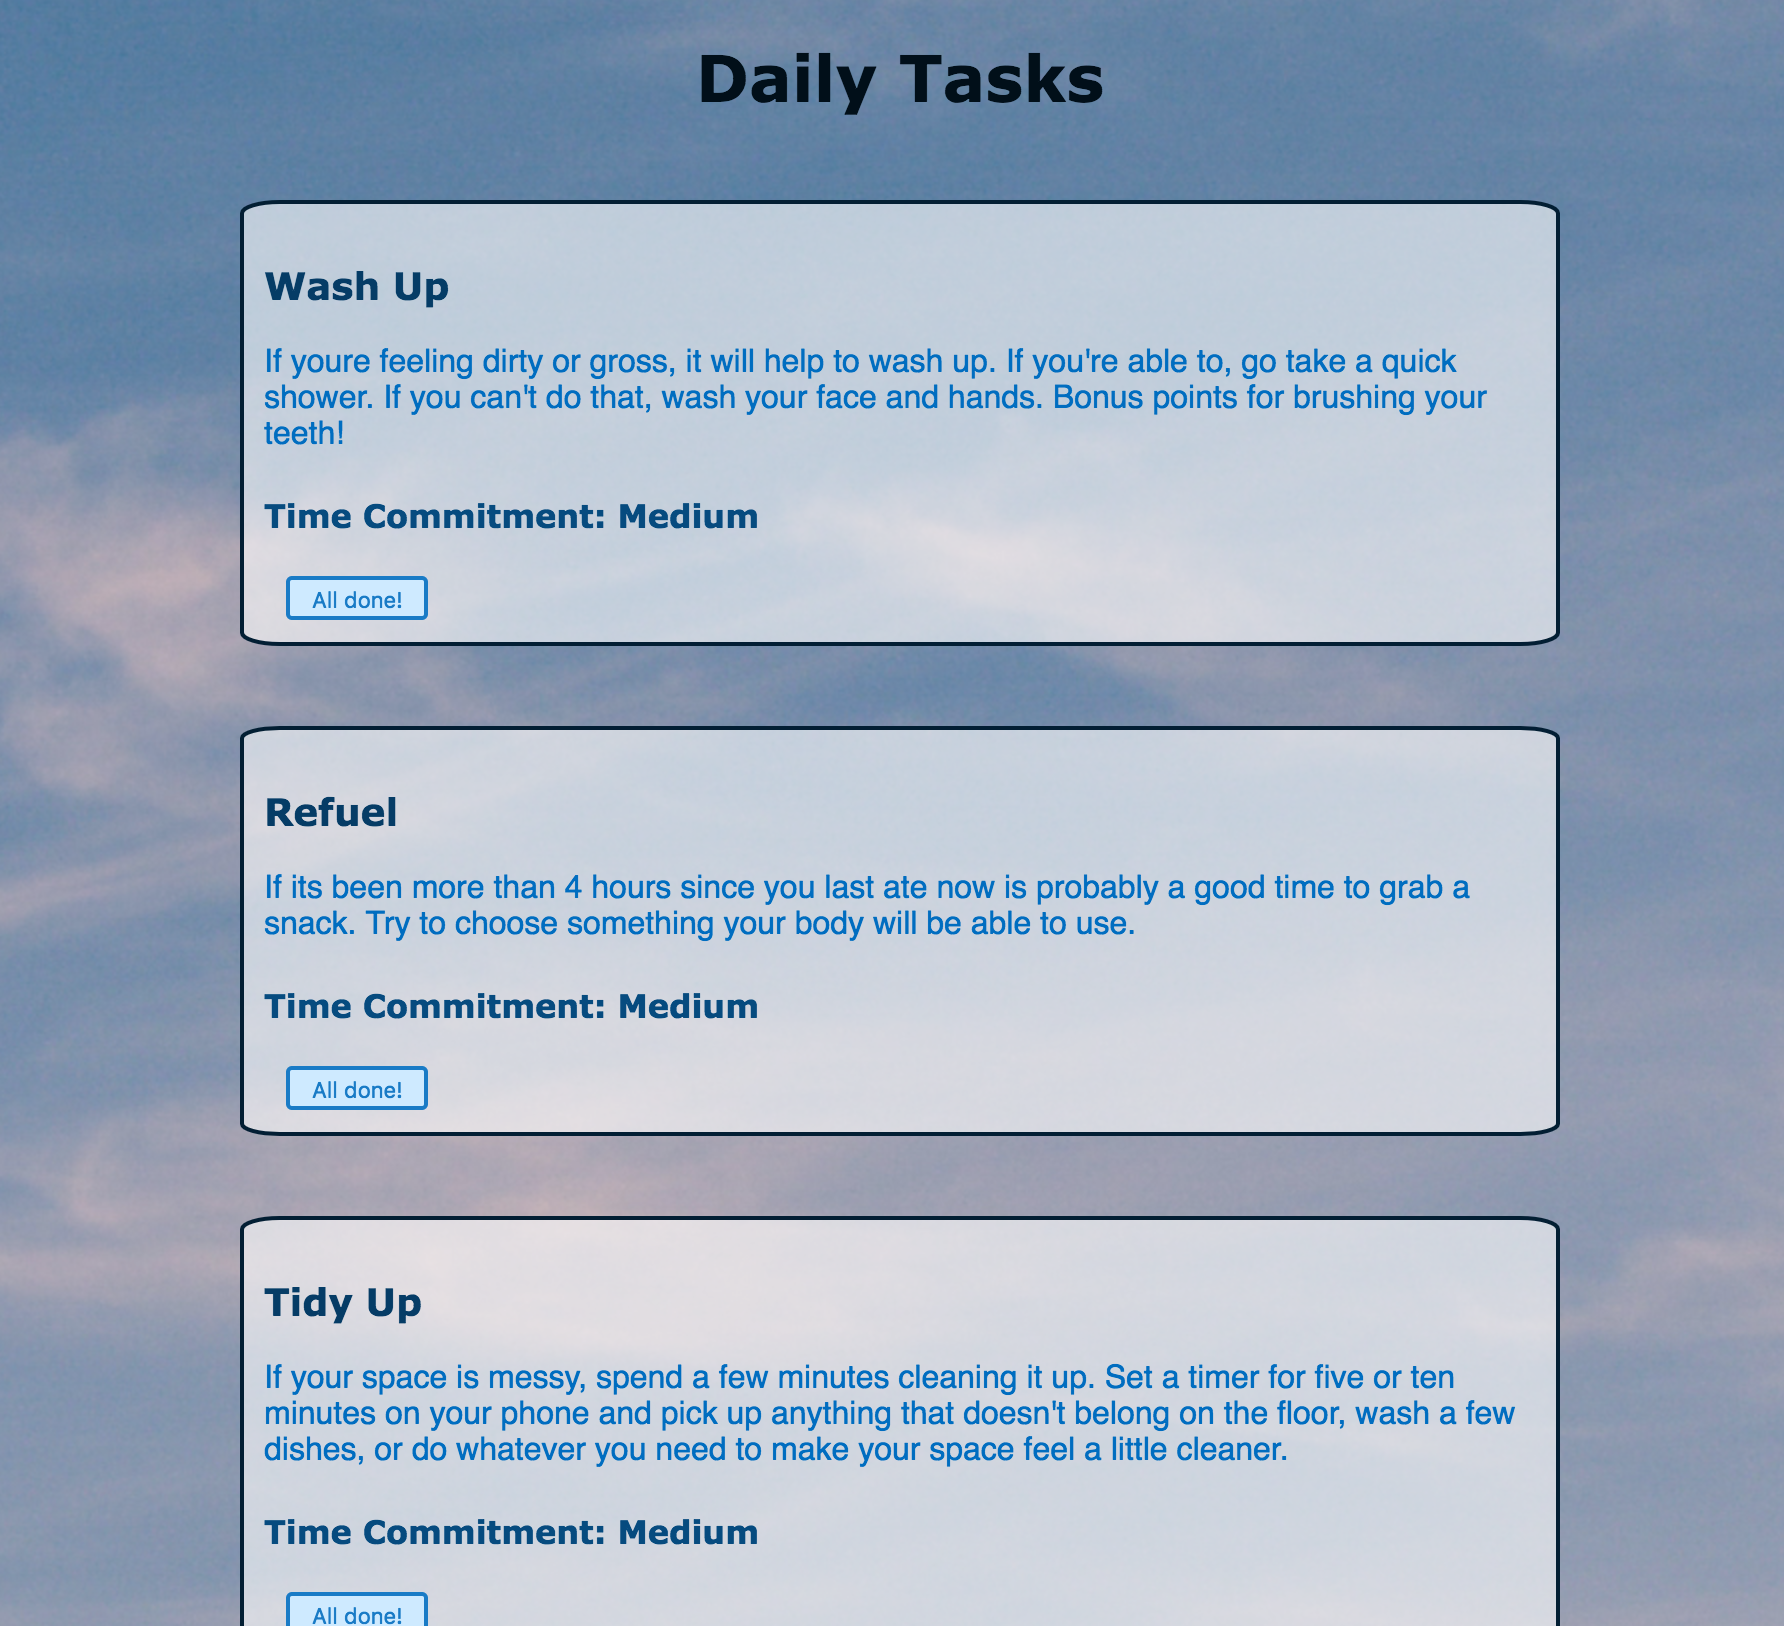 Daily Tasks
Wash Up
If youre feeling dirty or gross, it will help to wash up. If you're able to, go take a quick
shower. If you can't do that, wash your face and hands. Bonus points for brushing your
teeth!
Time Commitment: Medium
All done!
Refuel
If its been more than 4 hours since you last ate now is probably a good time to grab a
snack. Try to choose something your body will be able to use.
Time Commitment: Medium
All done!
Tidy Up
If your space is messy, spend a few minutes cleaning it up. Set a timer for five or ten
minutes on your phone and pick up anything that doesn't belong on the floor, wash a few
dishes, or do whatever you need to make your space feel a little cleaner.
Time Commitment: Medium
All done!